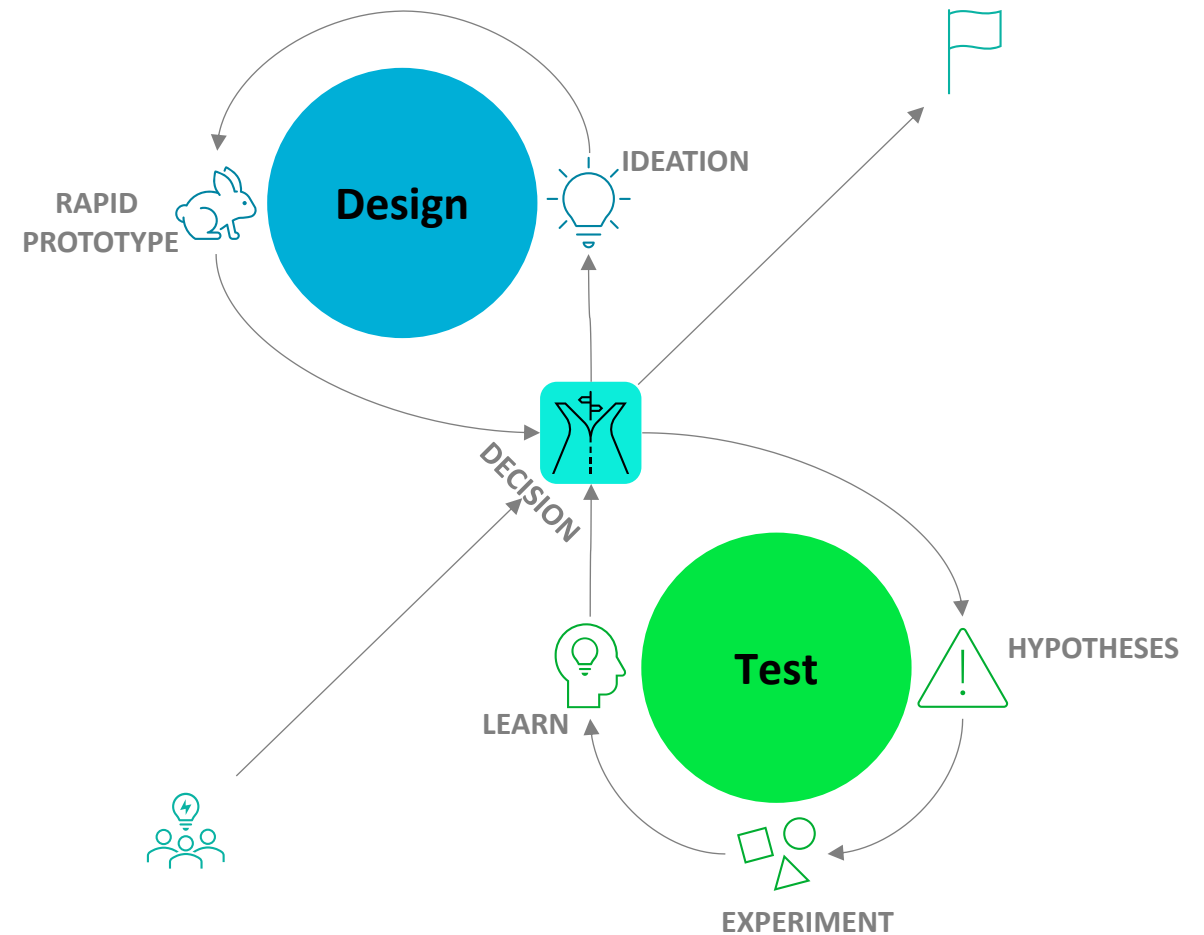 IDEATION
RAPID
PROTOTYPE
Design
DECISION
HYPOTHESES
Test
LEARN
EXPERIMENT